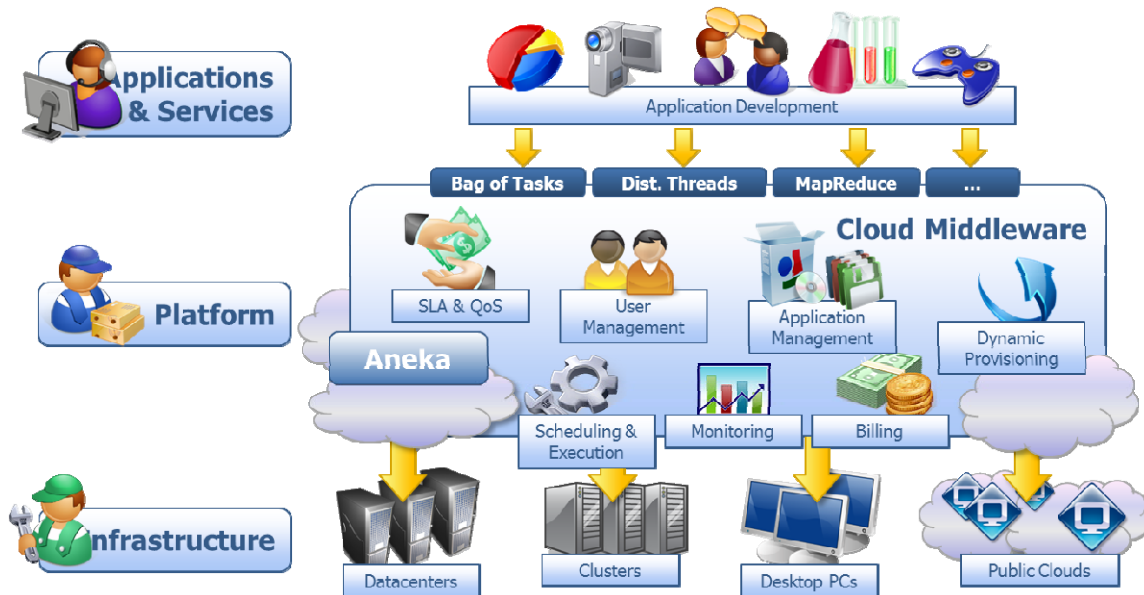 Applications
& Services
Application Development
Bag of Tasks
Dist. Threads
MapReduce
...
Cloud Middleware
SLA & QoS
User
Management
Application
Management
Dynamic
Provisioning
Platform
Aneka
Scheduling &
Execution
Monitoring
Billing
Infrastructure
Datacenters
Clusters
Desktop PCs
Public Clouds